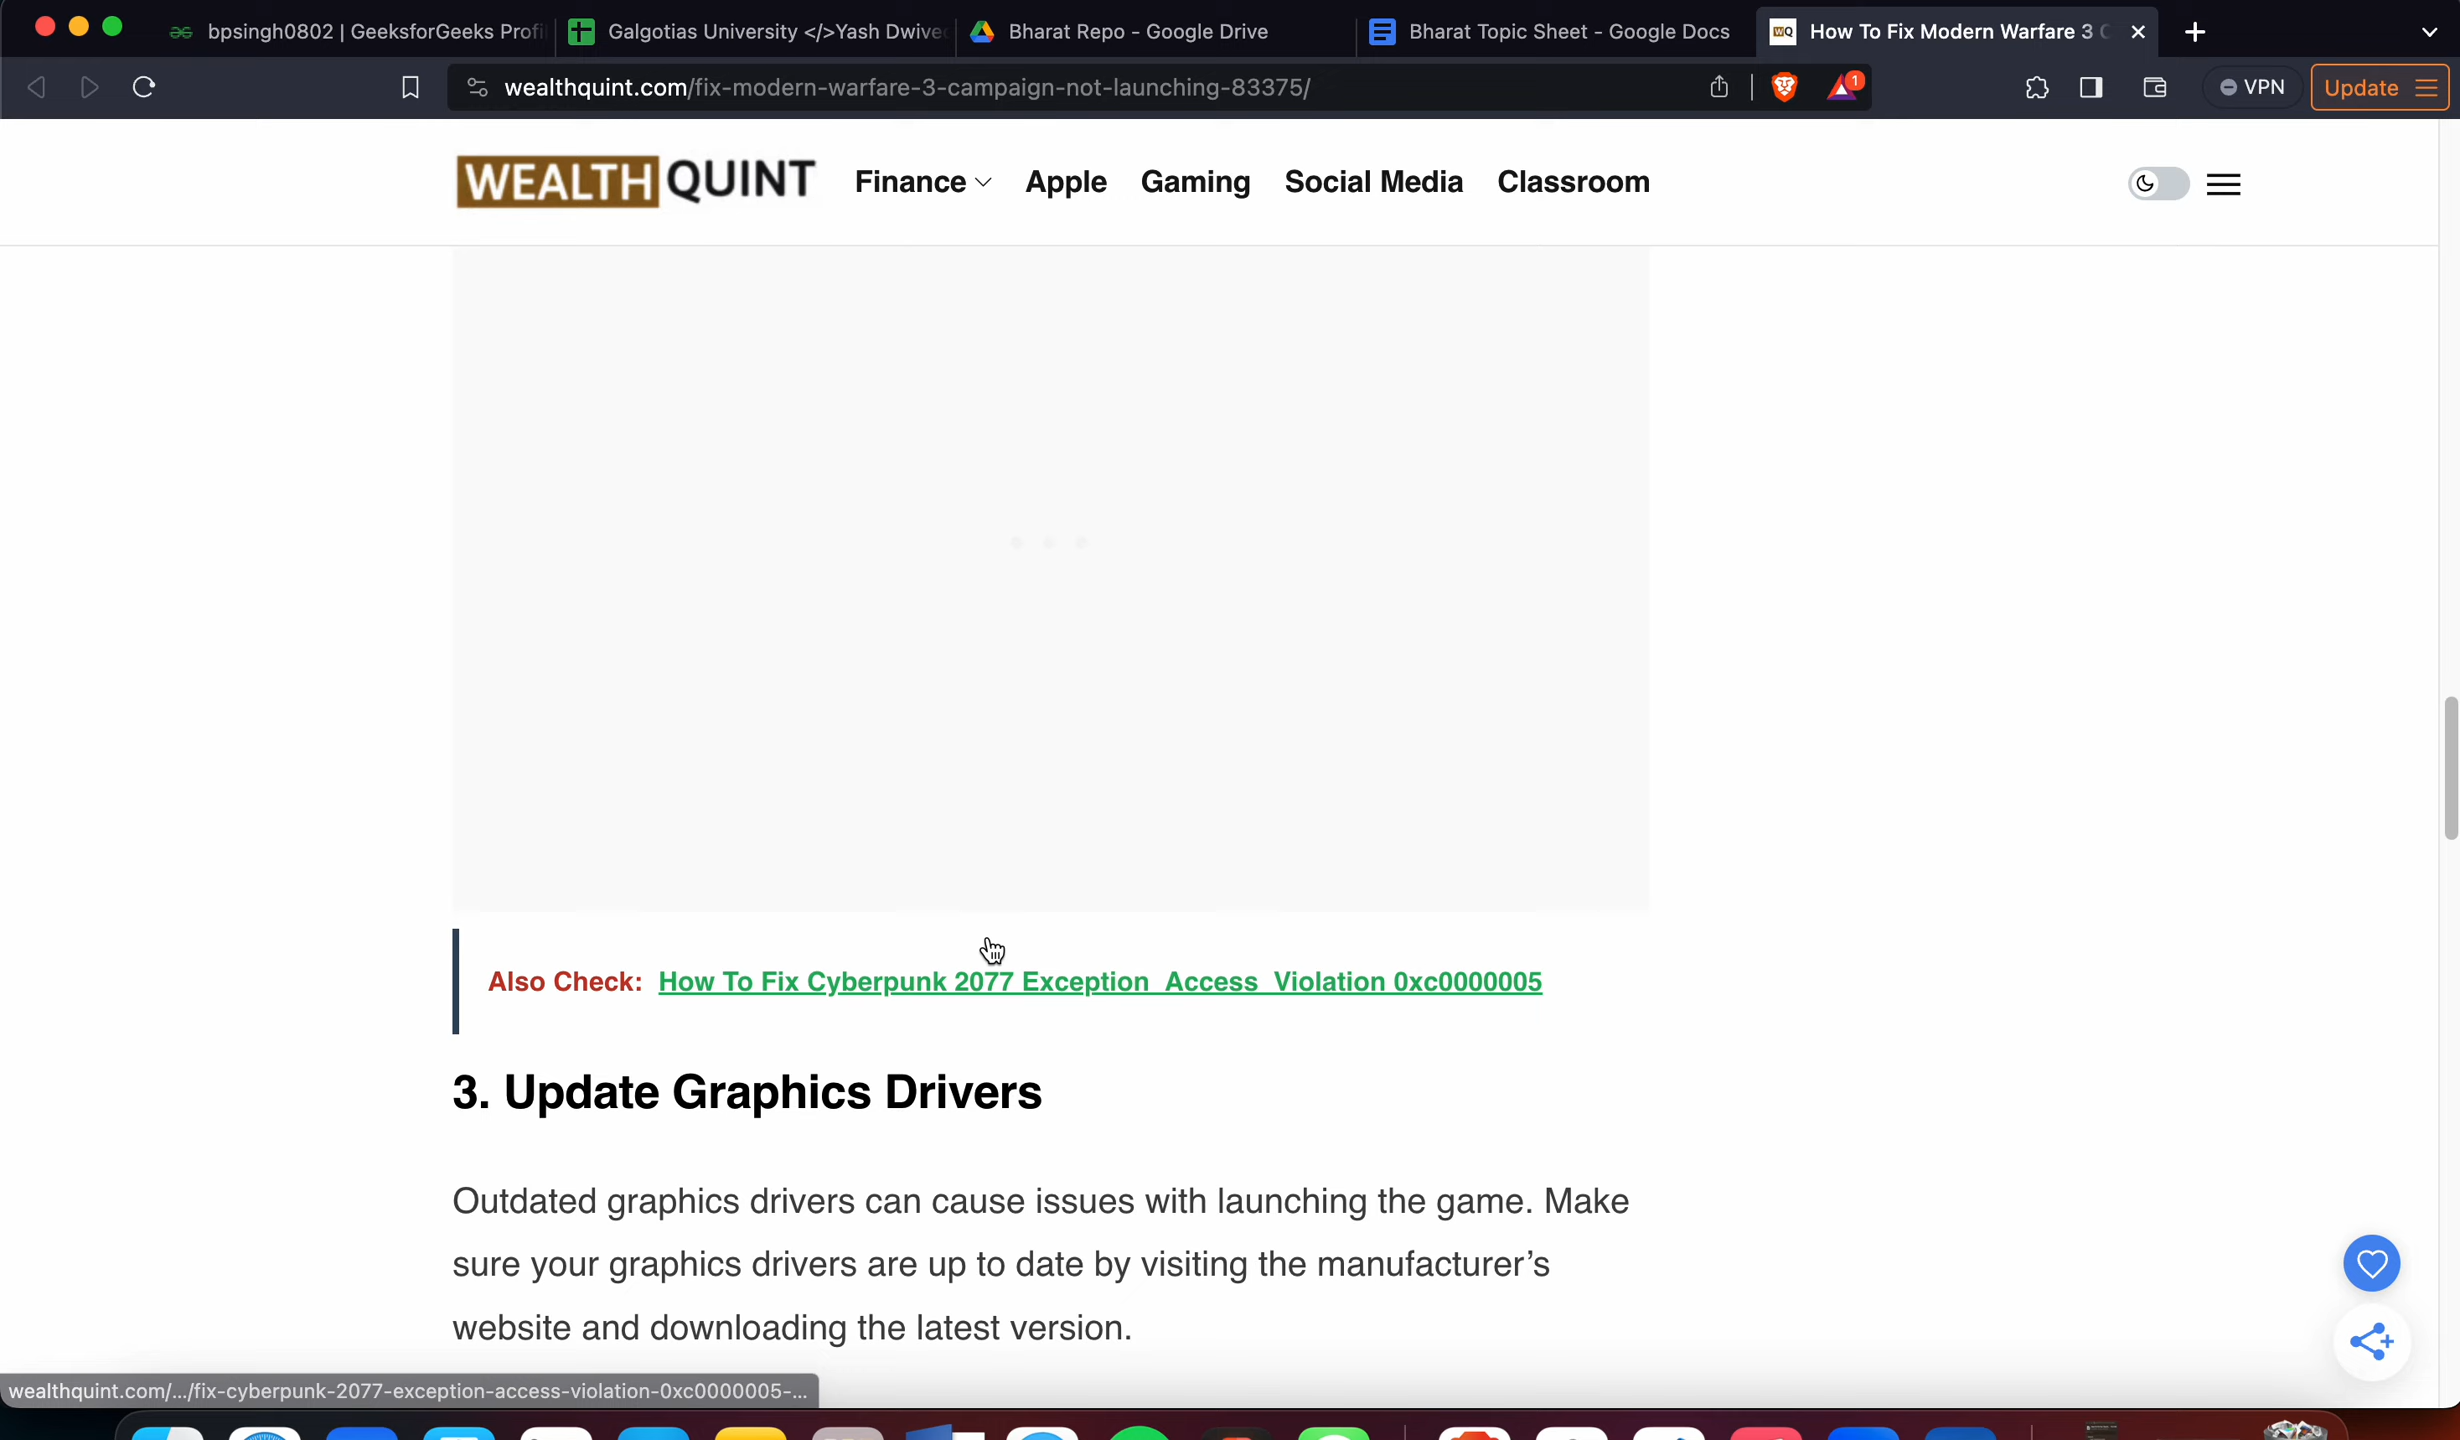 bpsingh0802 | GeeksforGeeks Profi
Galgotias University </>Yash Dwive
Bharat Repo - Google Drive
Bharat Topic Sheet - Google Docs
How To Fix Modern Warfare 3
wealthquint.com/fix-modern-warfare-3-campaign-not-launching-83375/
1
VPN
Update
WEALTH QUINT
Finance
Apple
Gaming
Social Media
Classroom
Also Check: How To Fix Cyberpunk 2077 Exception_Access_Violation 0xc0000005
3. Update Graphics Drivers
Outdated graphics drivers can cause issues with launching the game. Make
sure your graphics drivers are up to date by visiting the manufacturer’s
website and downloading the latest version.
wealthquint.com/.../fix-cyberpunk-2077-exception-access-violation-0xc0000005-...